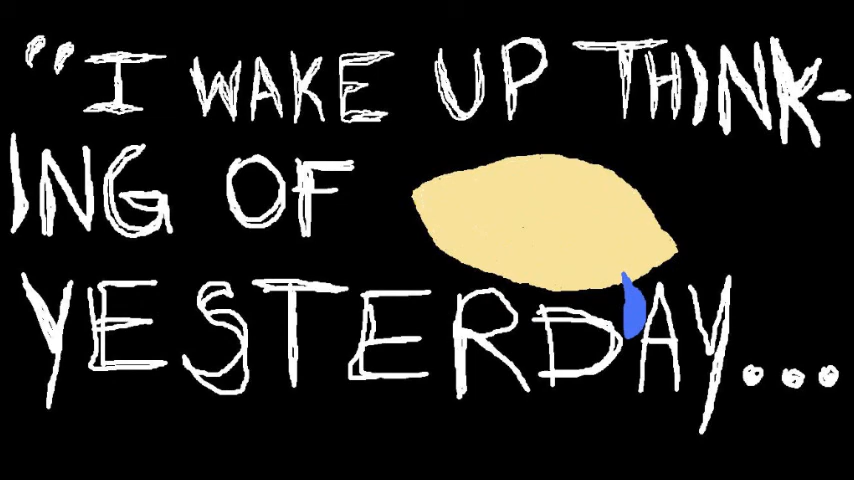 "I WAKE UP THINK-
ING OF
YESTERDAY...